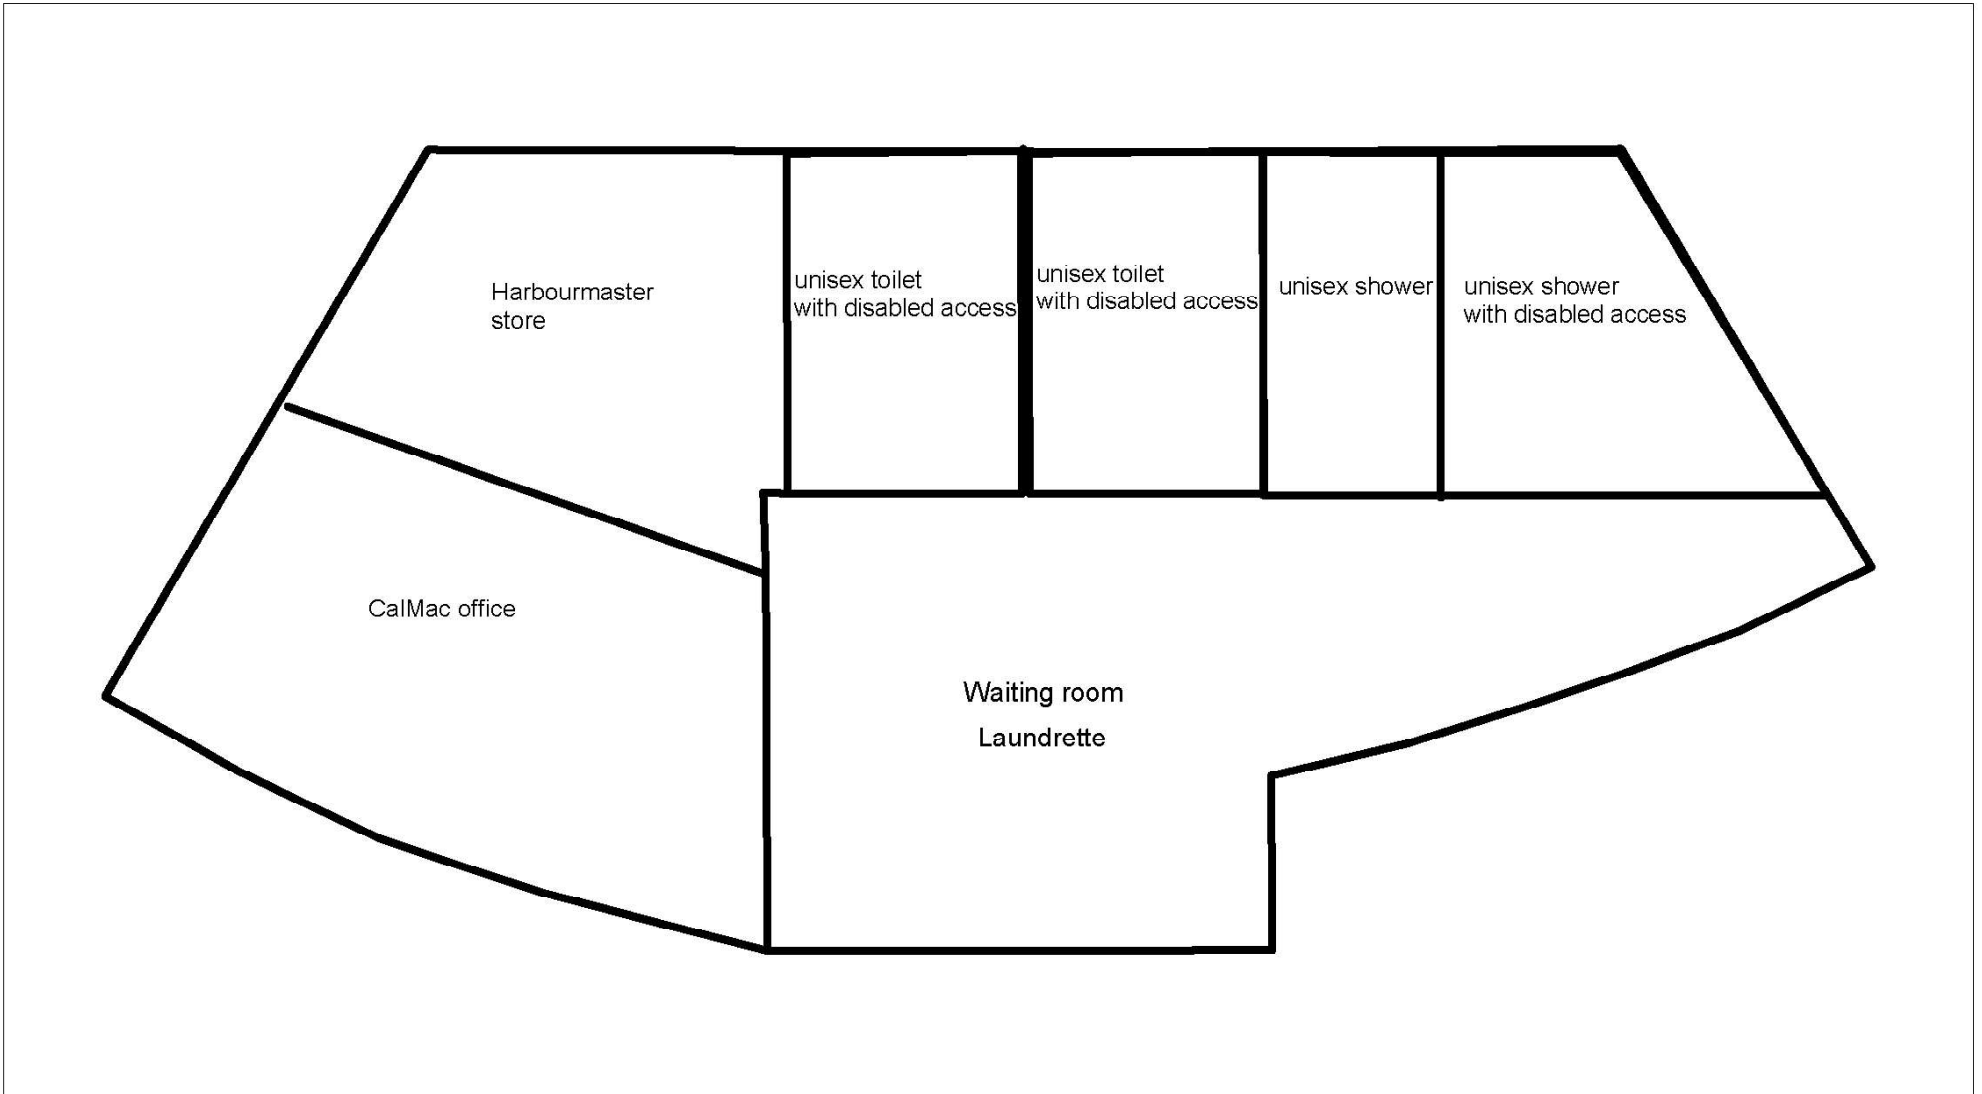 Harbourmaster
store
unisex toilet
with disabled access
unisex toilet
with disabled access
unisex shower
unisex shower
with disabled access
CalMac office
Waiting room
Laundrette